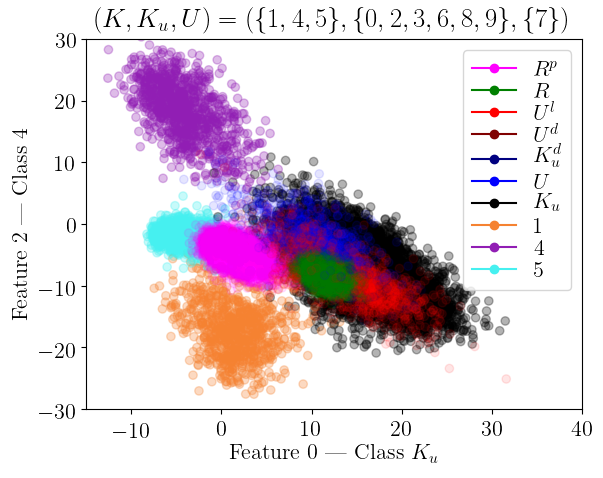 (K, K_u, U) = ({1, 4, 5}, {0, 2, 3, 6, 8, 9}, {7})
30
20
10
0
−10
−20
−30
Feature 2 — Class 4
R^p
R
U^l
U^d
K_u^d
U
K_u
1
4
5
−10 0 10 20 30 40
Feature 0 — Class K_u